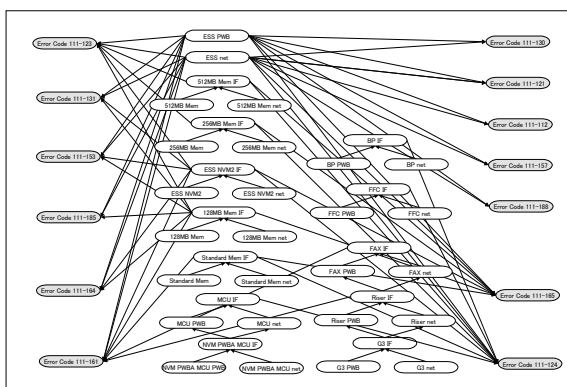 ESS PWB
Error Code 111-123
Error Code 111-130
ESS net
512MB Mem IF
Error Code 111-121
Error Code 111-131
512MB Mem
512MB Mem net
256MB Mem IF
Error Code 111-112
BP IF
256MB Mem
256MB Mem net
Error Code 111-153
BP PWB
BP net
Error Code 111-157
ESS NVM2 IF
FFC IF
ESS NVM2
ESS NVM2 net
Error Code 111-188
Error Code 111-185
128MB Mem IF
FFC PWB
FFC net
128MB Mem
128MB Mem net
FAX IF
Standard Mem IF
FAX PWB
FAX net
Standard Mem
Standard Mem net
Error Code 111-164
Error Code 111-165
MCU IF
Riser IF
MCU PWB
MCU net
Riser PWB
Riser net
NVM PWBA MCU IF
G3 IF
Error Code 111-161
Error Code 111-124
NVM PWBA MCU PWB
NVM PWBA MCU net
G3 PWB
G3 net